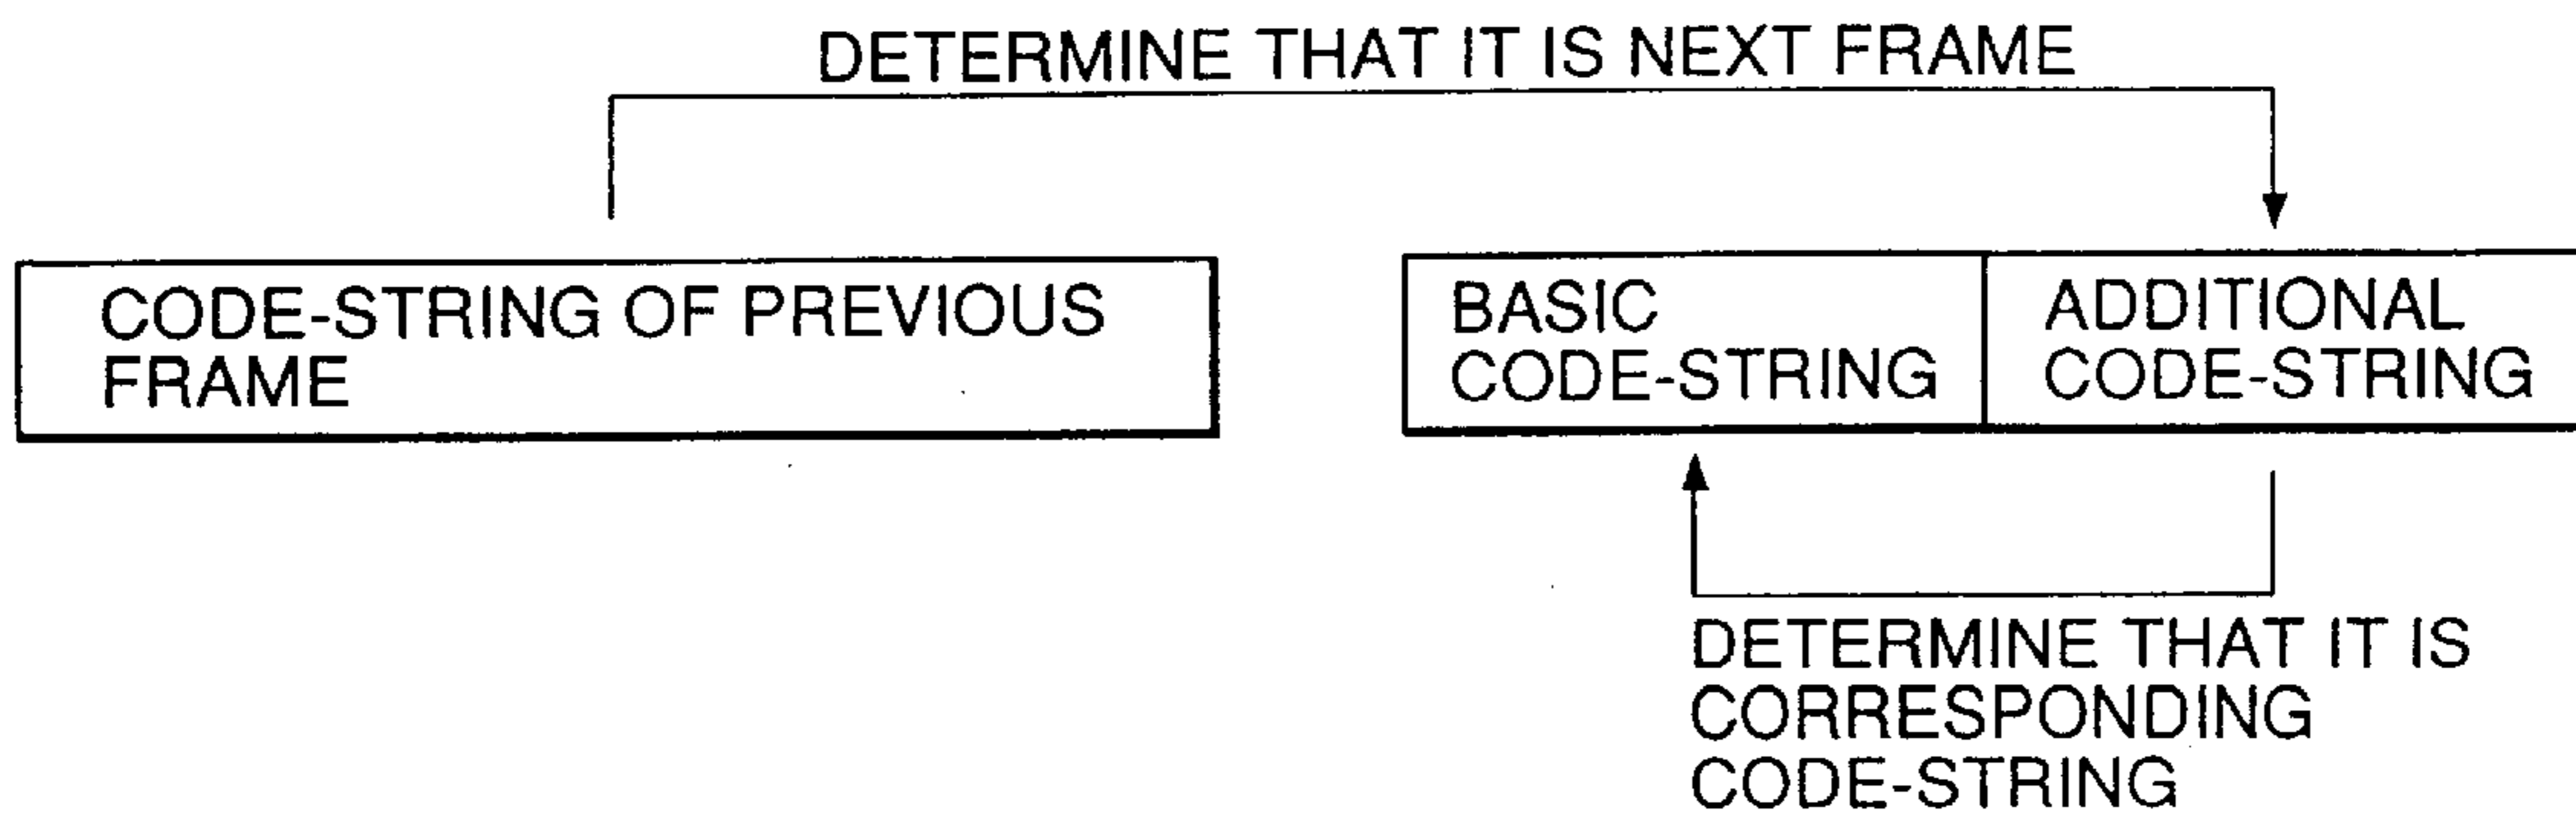 DETERMINE THAT IT IS NEXT FRAME
CODE-STRING OF PREVIOUS
FRAME
BASIC
CODE-STRING
ADDITIONAL
CODE-STRING
DETERMINE THAT IT IS
CORRESPONDING
CODE-STRING